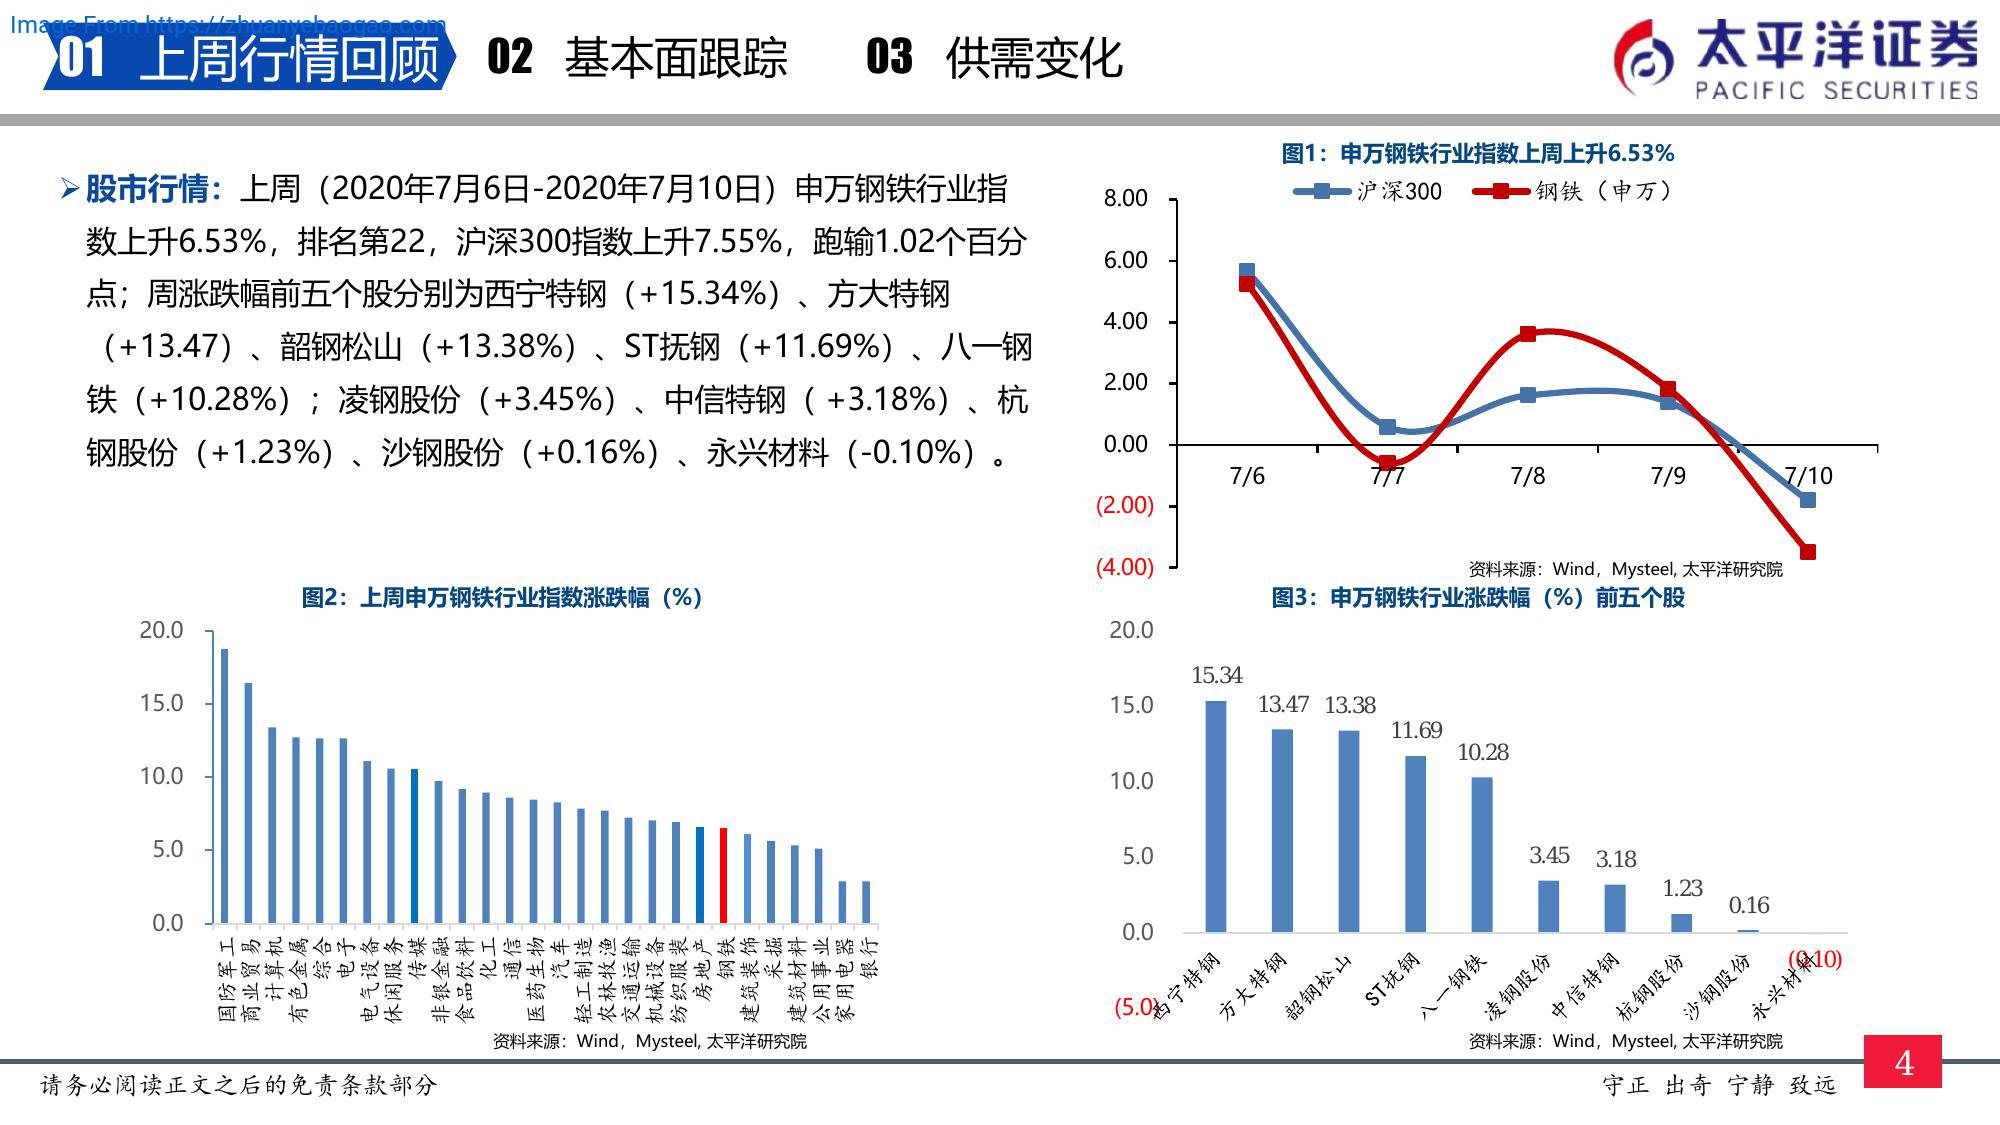 Image From https://zhuanyebaogao.com
01 上周行情回顾 02 基本面跟踪 03 供需变化
太平洋证券
PACIFIC SECURITIES
➢股市行情：上周（2020年7月6日-2020年7月10日）申万钢铁行业指
数上升6.53%，排名第22，沪深300指数上升7.55%，跑输1.02个百分
点；周涨跌幅前五个股分别为西宁特钢（+15.34%）、方大特钢
（+13.47）、韶钢松山（+13.38%）、ST抚钢（+11.69%）、八一钢
铁（+10.28%）；凌钢股份（+3.45%）、中信特钢（ +3.18%）、杭
钢股份（+1.23%）、沙钢股份（+0.16%）、永兴材料（-0.10%）。
图1：申万钢铁行业指数上周上升6.53%
沪深300 钢铁（申万）
8.00
6.00
4.00
2.00
0.00
(2.00)
(4.00)
7/6 7/7 7/8 7/9 7/10
资料来源：Wind，Mysteel, 太平洋研究院
图2：上周申万钢铁行业指数涨跌幅（%）
20.0
15.0
10.0
5.0
0.0
国防军工
商业贸易
计算机
有色金属
综合
电子
电气设备
休闲服务
传媒
非银金融
食品饮料
化工
通信
医药生物
汽车
轻工制造
农林牧渔
交通运输
机械设备
纺织服装
房地产
钢铁
建筑装饰
采掘
建筑材料
公用事业
家用电器
银行
资料来源：Wind，Mysteel, 太平洋研究院
图3：申万钢铁行业涨跌幅（%）前五个股
20.0
15.0
10.0
5.0
0.0
(5.0)
15.34
13.47
13.38
11.69
10.28
3.45
3.18
1.23
0.16
(0.10)
西宁特钢
方大特钢
韶钢松山
ST抚钢
八一钢铁
凌钢股份
中信特钢
杭钢股份
沙钢股份
永兴材料
资料来源：Wind，Mysteel, 太平洋研究院
请务必阅读正文之后的免责条款部分
守正 出奇 宁静 致远
4